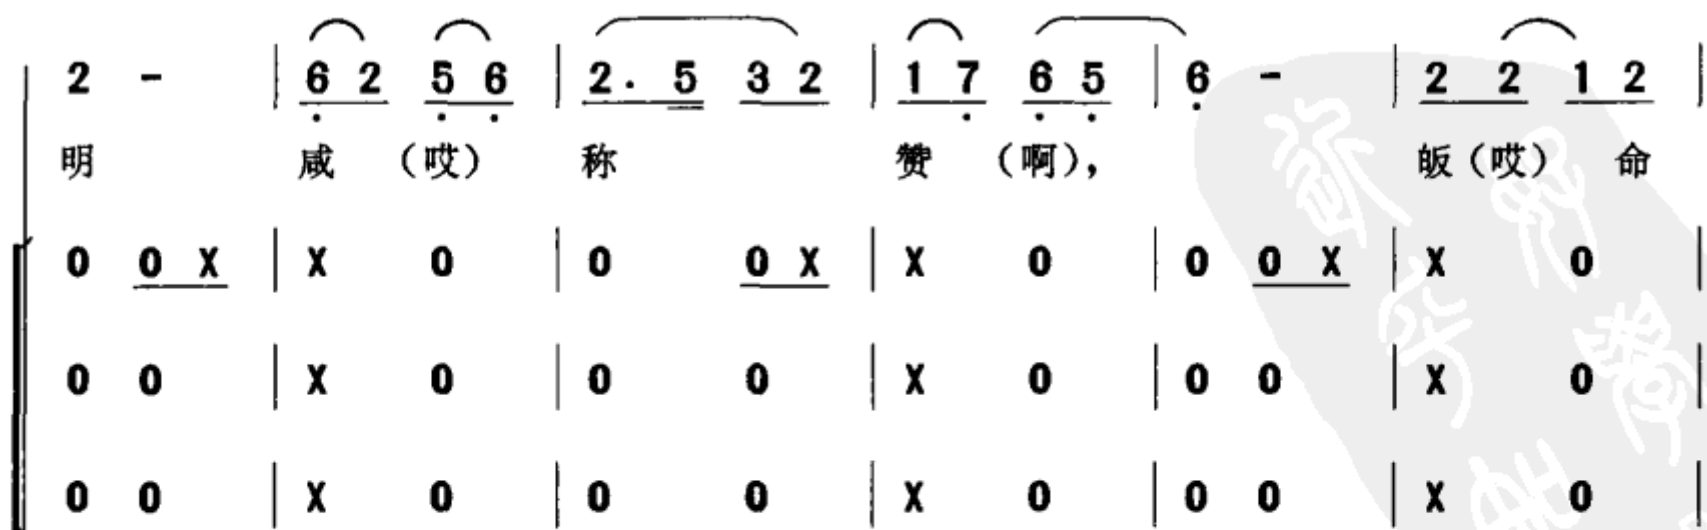 2 - | 6 2 5 6 | 2. 5 3 2 | 1 7 6 5 | 6 - | 2 2 1 2 |
明 咸 （哎） 称 赞 （啊）， 皈（哎） 命
0 0 X | X 0 | 0 0 X | X 0 | 0 0 X | X 0 |
0 0 | X 0 | 0 0 | X 0 | 0 0 | X 0 |
0 0 | X 0 | 0 0 | X 0 | 0 0 | X 0